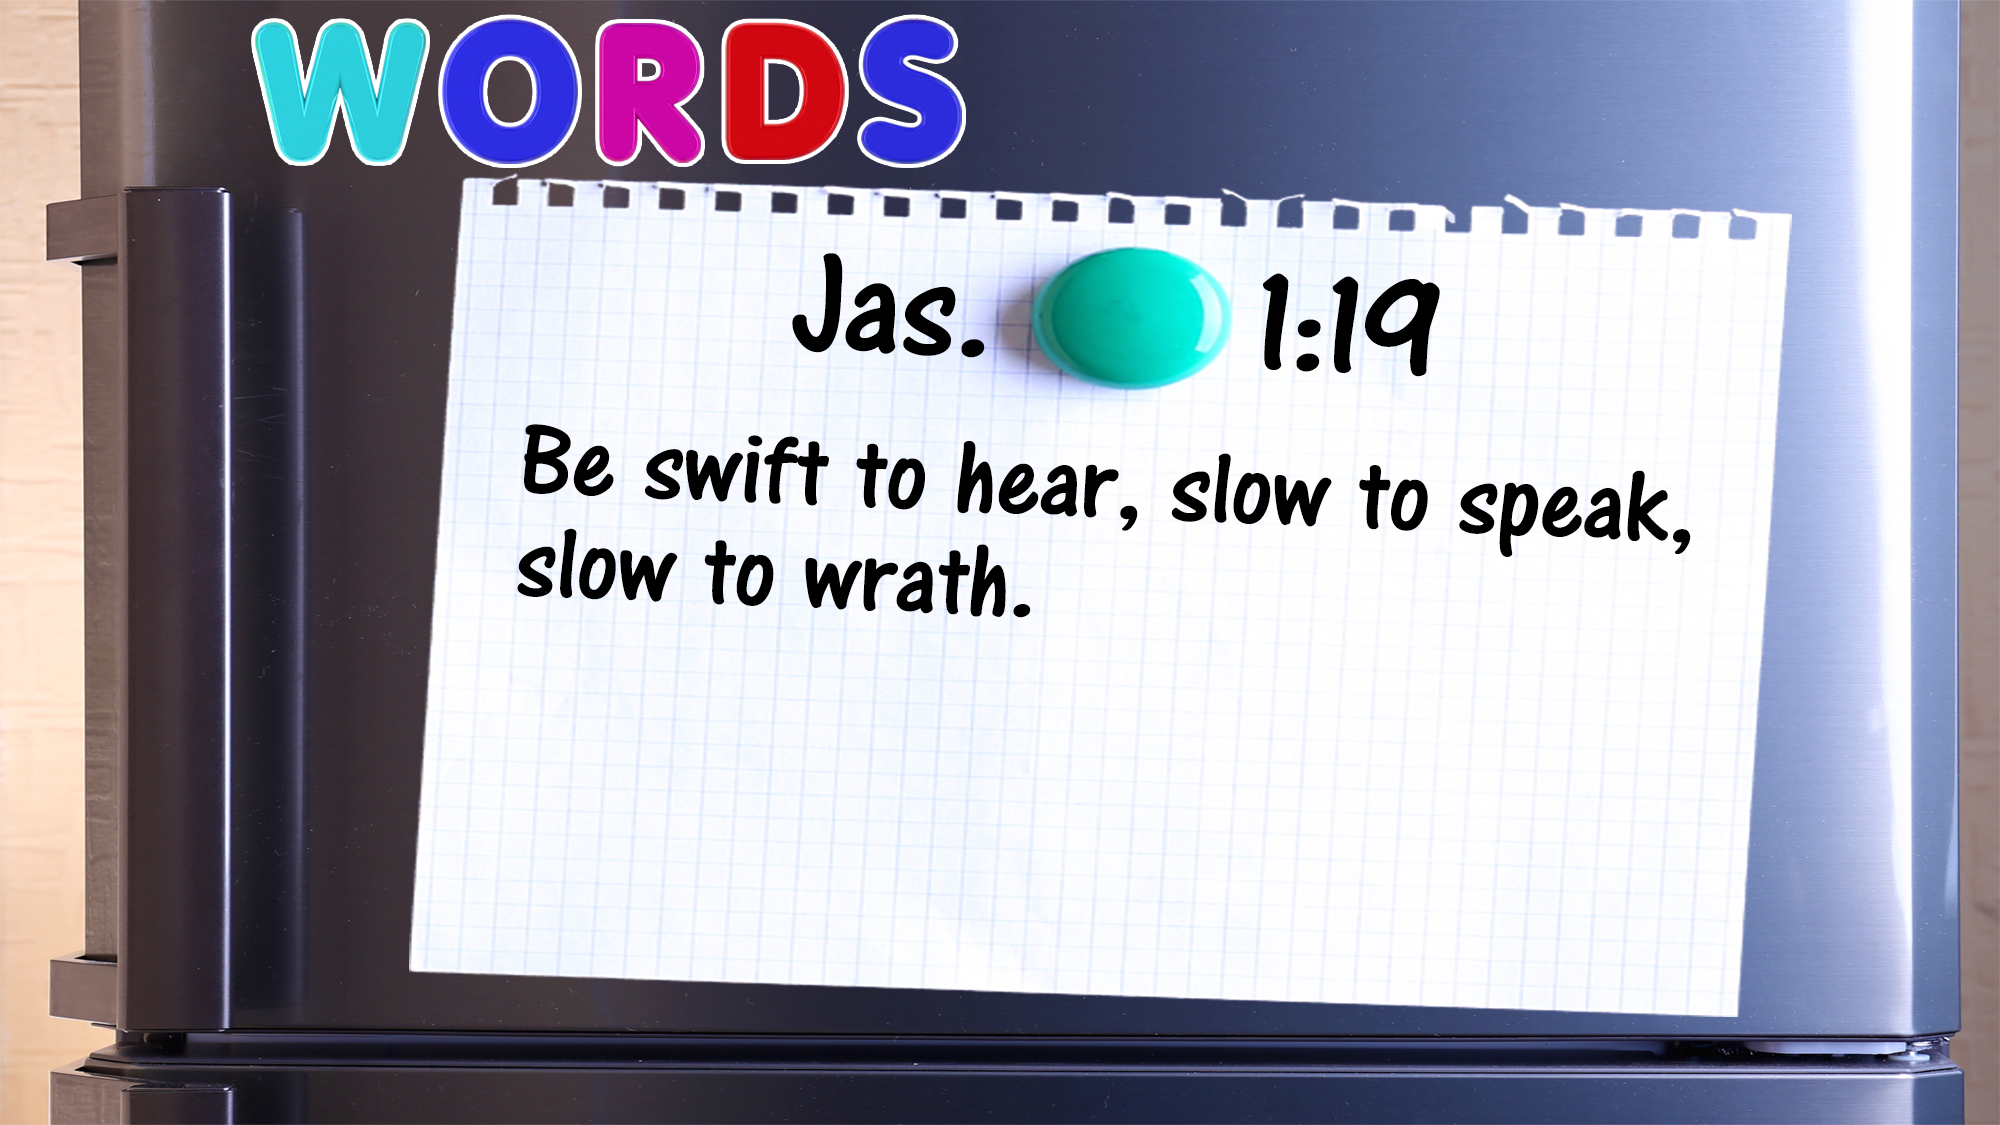 WORDS
Jas. 1:19
Be swift to hear, slow to speak,
slow to wrath.